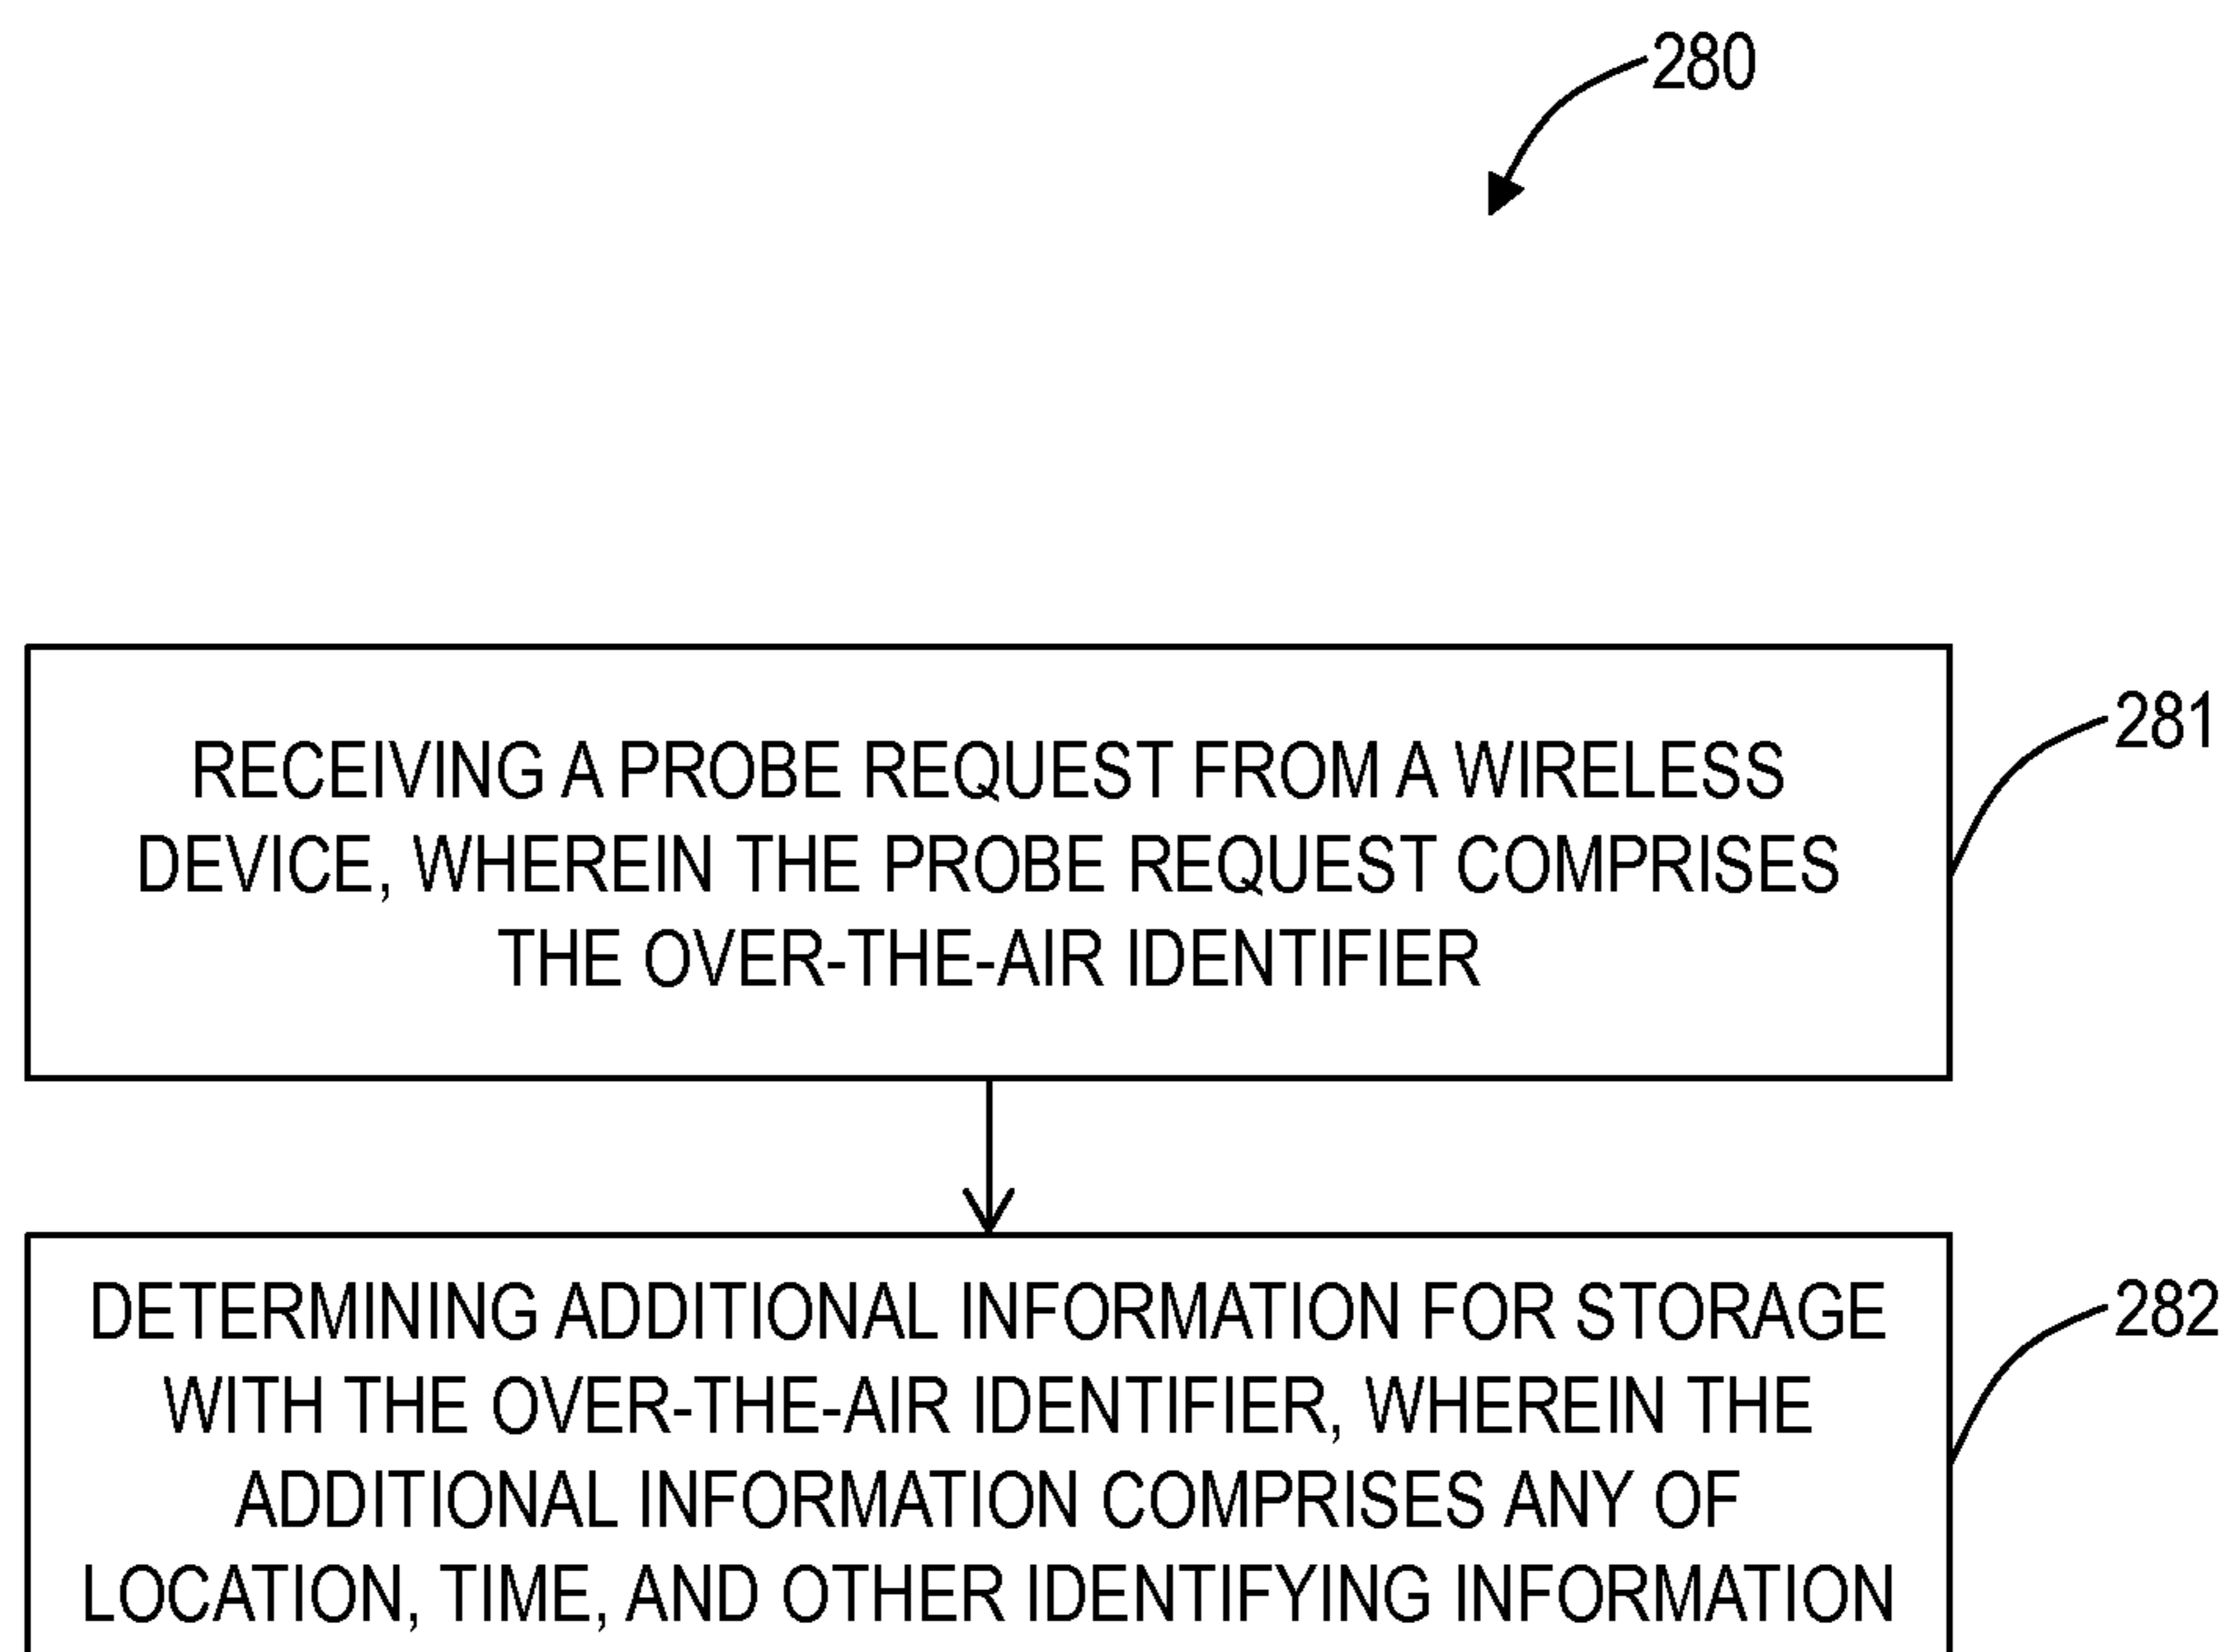 280
RECEIVING A PROBE REQUEST FROM A WIRELESS
DEVICE, WHEREIN THE PROBE REQUEST COMPRISES
THE OVER-THE-AIR IDENTIFIER
281
DETERMINING ADDITIONAL INFORMATION FOR STORAGE
WITH THE OVER-THE-AIR IDENTIFIER, WHEREIN THE
ADDITIONAL INFORMATION COMPRISES ANY OF
LOCATION, TIME, AND OTHER IDENTIFYING INFORMATION
282